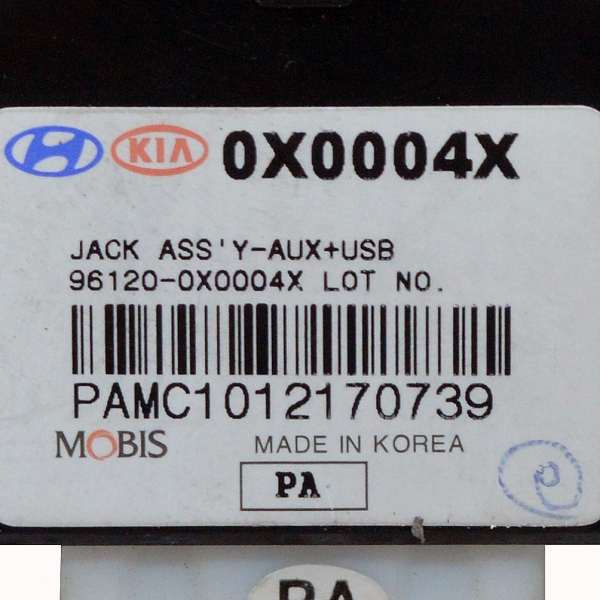 KIA 0X0004X
JACK ASS'Y-AUX+USB
96120-0X0004X LOT NO.
PAMC1012170739
MOBIS MADE IN KOREA
PA
PA